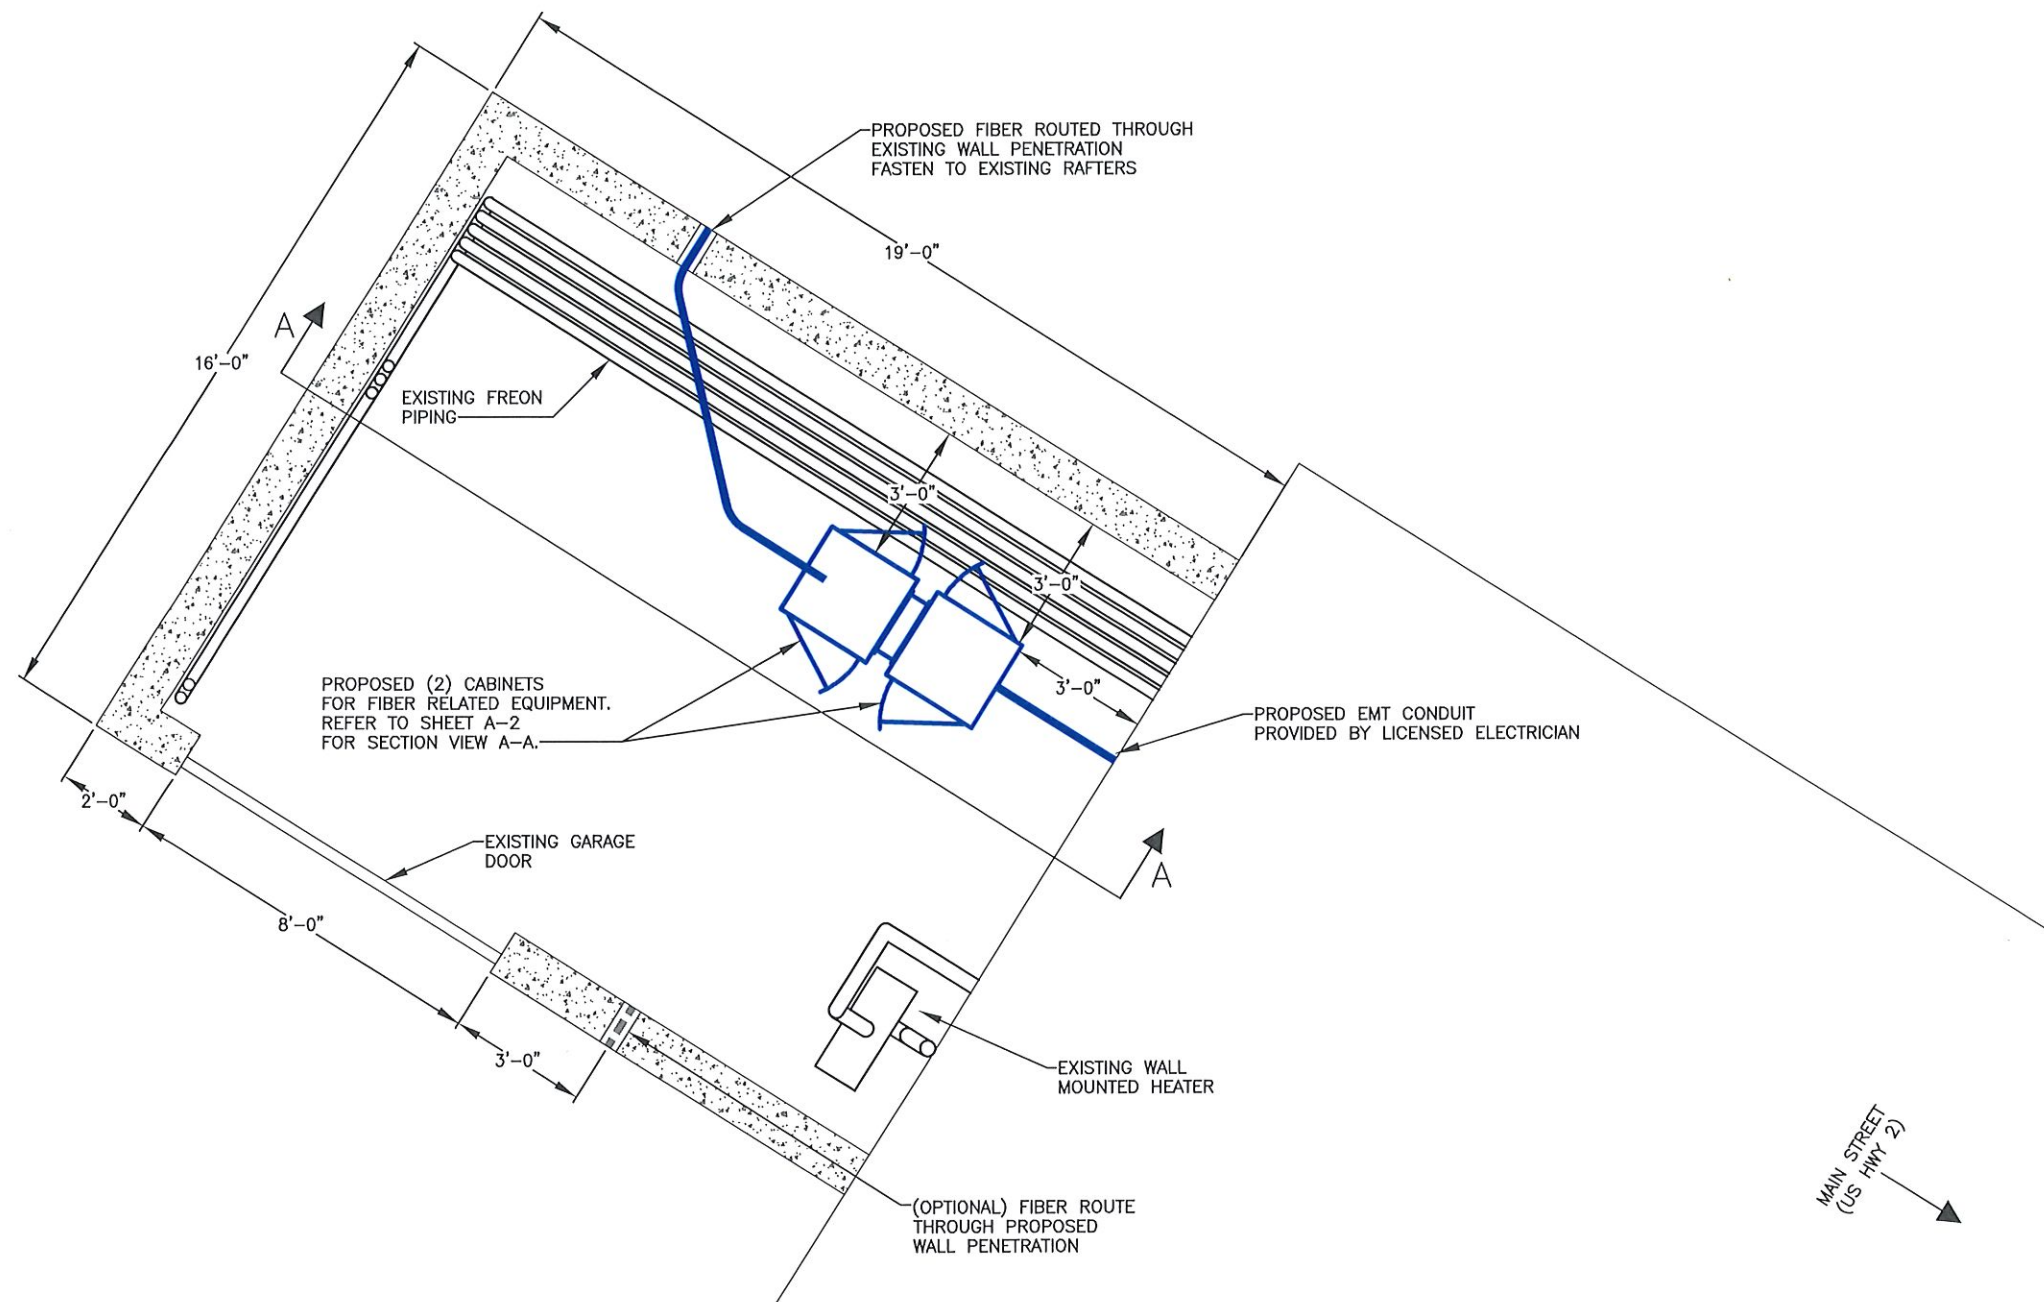 PROPOSED FIBER ROUTED THROUGH
EXISTING WALL PENETRATION
FASTEN TO EXISTING RAFTERS
19'-0"
A
16'-0"
EXISTING FREON
PIPING
3'-0"
3'-0"
3'-0"
PROPOSED (2) CABINETS
FOR FIBER RELATED EQUIPMENT.
REFER TO SHEET A-2
FOR SECTION VIEW A-A.
PROPOSED EMT CONDUIT
PROVIDED BY LICENSED ELECTRICIAN
2'-0"
EXISTING GARAGE
DOOR
A
8'-0"
3'-0"
EXISTING WALL
MOUNTED HEATER
MAIN STREET
(US HWY 2)
(OPTIONAL) FIBER ROUTE
THROUGH PROPOSED
WALL PENETRATION